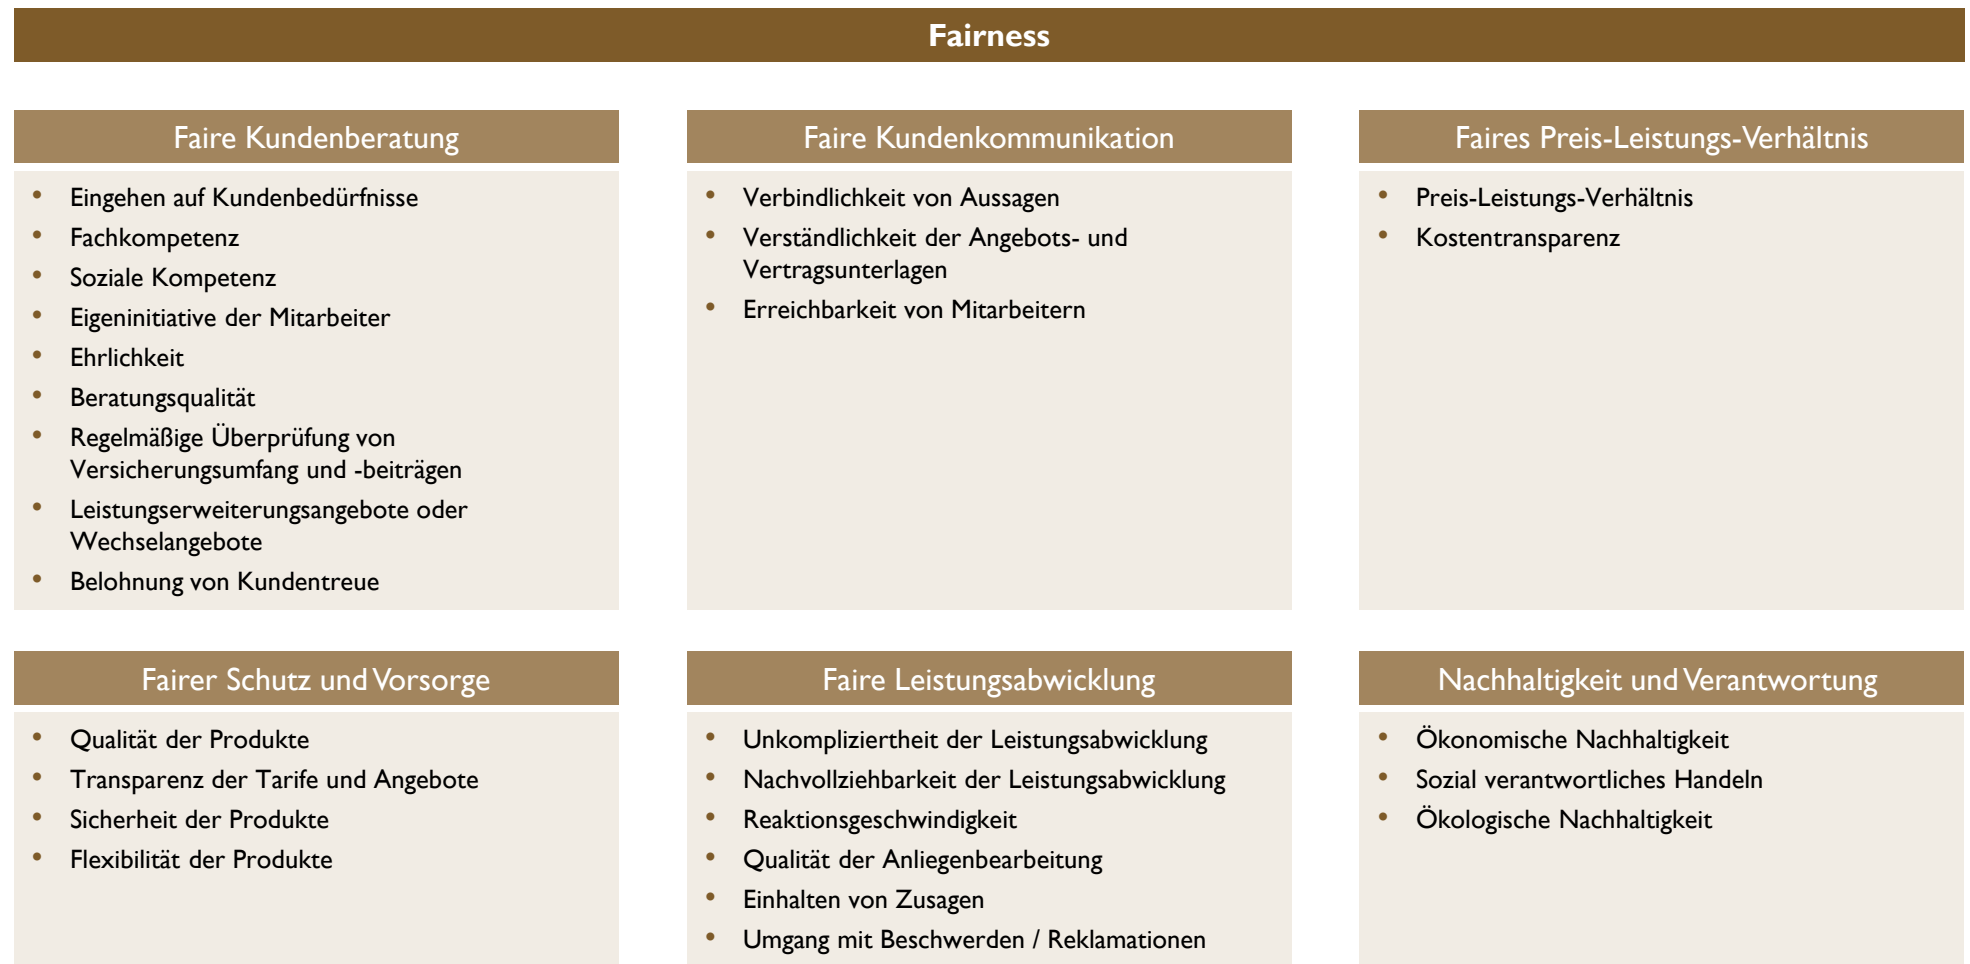 Fairness
Faire Kundenberatung
• Eingehen auf Kundenbedürfnisse
• Fachkompetenz
• Soziale Kompetenz
• Eigeninitiative der Mitarbeiter
• Ehrlichkeit
• Beratungsqualität
• Regelmäßige Überprüfung von
Versicherungsumfang und -beiträgen
• Leistungserweiterungsangebote oder
Wechselangebote
• Belohnung von Kundentreue
Faire Kundenkommunikation
• Verbindlichkeit von Aussagen
• Verständlichkeit der Angebots- und
Vertragsunterlagen
• Erreichbarkeit von Mitarbeitern
Faires Preis-Leistungs-Verhältnis
• Preis-Leistungs-Verhältnis
• Kostentransparenz
Fairer Schutz und Vorsorge
• Qualität der Produkte
• Transparenz der Tarife und Angebote
• Sicherheit der Produkte
• Flexibilität der Produkte
Faire Leistungsabwicklung
• Unkompliziertheit der Leistungsabwicklung
• Nachvollziehbarkeit der Leistungsabwicklung
• Reaktionsgeschwindigkeit
• Qualität der Anliegenbearbeitung
• Einhalten von Zusagen
• Umgang mit Beschwerden / Reklamationen
Nachhaltigkeit und Verantwortung
• Ökonomische Nachhaltigkeit
• Sozial verantwortliches Handeln
• Ökologische Nachhaltigkeit